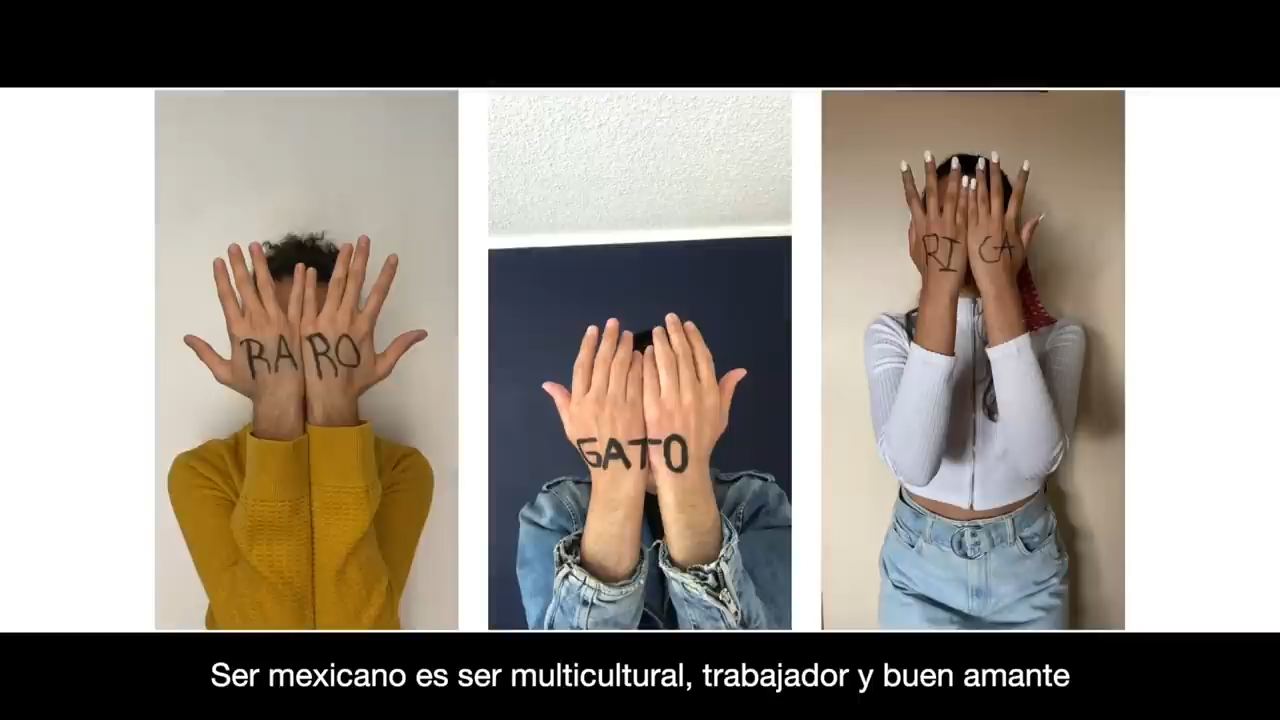 RARO
GATO
RICA
Ser mexicano es ser multicultural, trabajador y buen amante